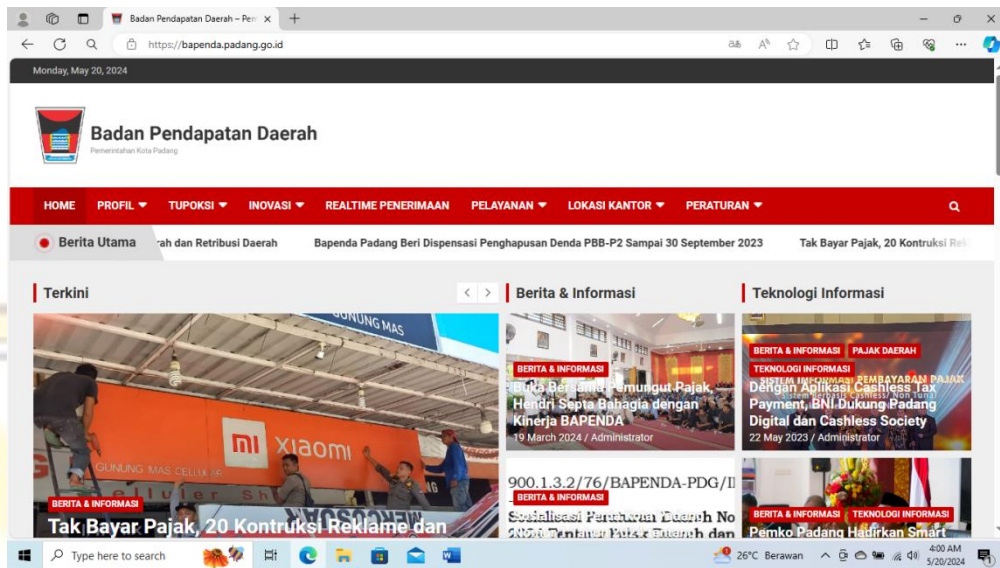 Badan Pendapatan Daerah – Pem
https://bapenda.padang.go.id
Monday, May 20, 2024
Badan Pendapatan Daerah
Pemerintahan Kota Padang
HOME PROFIL TUPOKSI INOVASI REALTIME PENERIMAAN PELAYANAN LOKASI KANTOR PERATURAN
Berita Utama rah dan Retribusi Daerah Bapenda Padang Beri Dispensasi Penghapusan Denda PBB-P2 Sampai 30 September 2023 Tak Bayar Pajak, 20 Kontruksi Rek
Terkini
GUNUNG MAS
mi xiaomi
GUNUNG MAS CELLULAR
BERITA & INFORMASI
Tak Bayar Pajak, 20 Kontruksi Reklame dan
Berita & Informasi
BERITA & INFORMASI
Buka Bersama Pemungut Pajak,
Hendri Septa Bahagia dengan
Kinerja BAPENDA
19 March 2024 / Administrator
900.1.3.2/76/BAPENDA-PDG/II
BERITA & INFORMASI
Sosialisasi Peraturan Daerah No
Teknologi Informasi
BERITA & INFORMASI PAJAK DAERAH
TEKNOLOGI INFORMASI
SISTEM INFORMASI PEMBAYARAN PAJAK
Dengan Aplikasi Cashless Tax
Payment, BNI Dukung Padang
Digital dan Cashless Society
22 May 2023 / Administrator
BERITA & INFORMASI TEKNOLOGI INFORMASI
Pemko Padang Hadirkan Smart
Type here to search
26°C Berawan
4:00 AM
5/20/2024